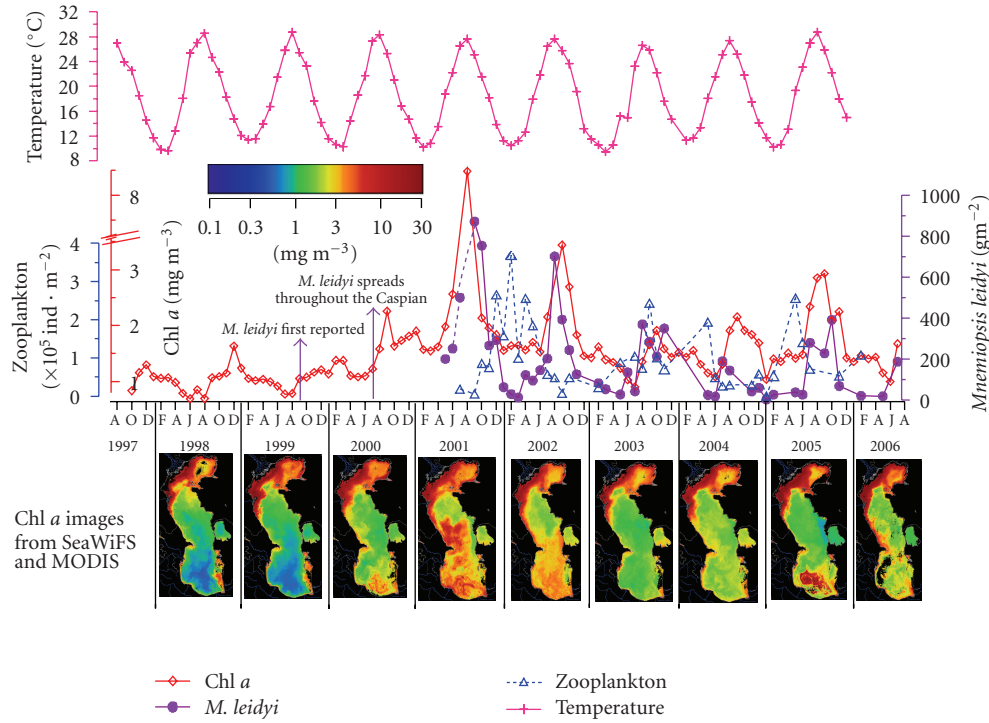 Temperature (°C)
32
28
24
20
16
12
8
0.1 0.3 1 3 10 30
(mg m−3)
Zooplankton
(×10⁵ ind · m−2)
4
3
2
1
0
Chl a (mg m−3)
8
3
2
1
M. leidyi spreads
throughout the Caspian
M. leidyi first reported
Mnemiopsis leidyi (gm−2)
1000
800
600
400
200
0
A O D F A J A O D F A J A O D F A J A O D F A J A O D F A J A O D F A J A O D F A J A O D F A J A O D F A J A
1997 1998 1999 2000 2001 2002 2003 2004 2005 2006
Chl a images
from SeaWiFS
and MODIS
Chl a
M. leidyi
Zooplankton
Temperature